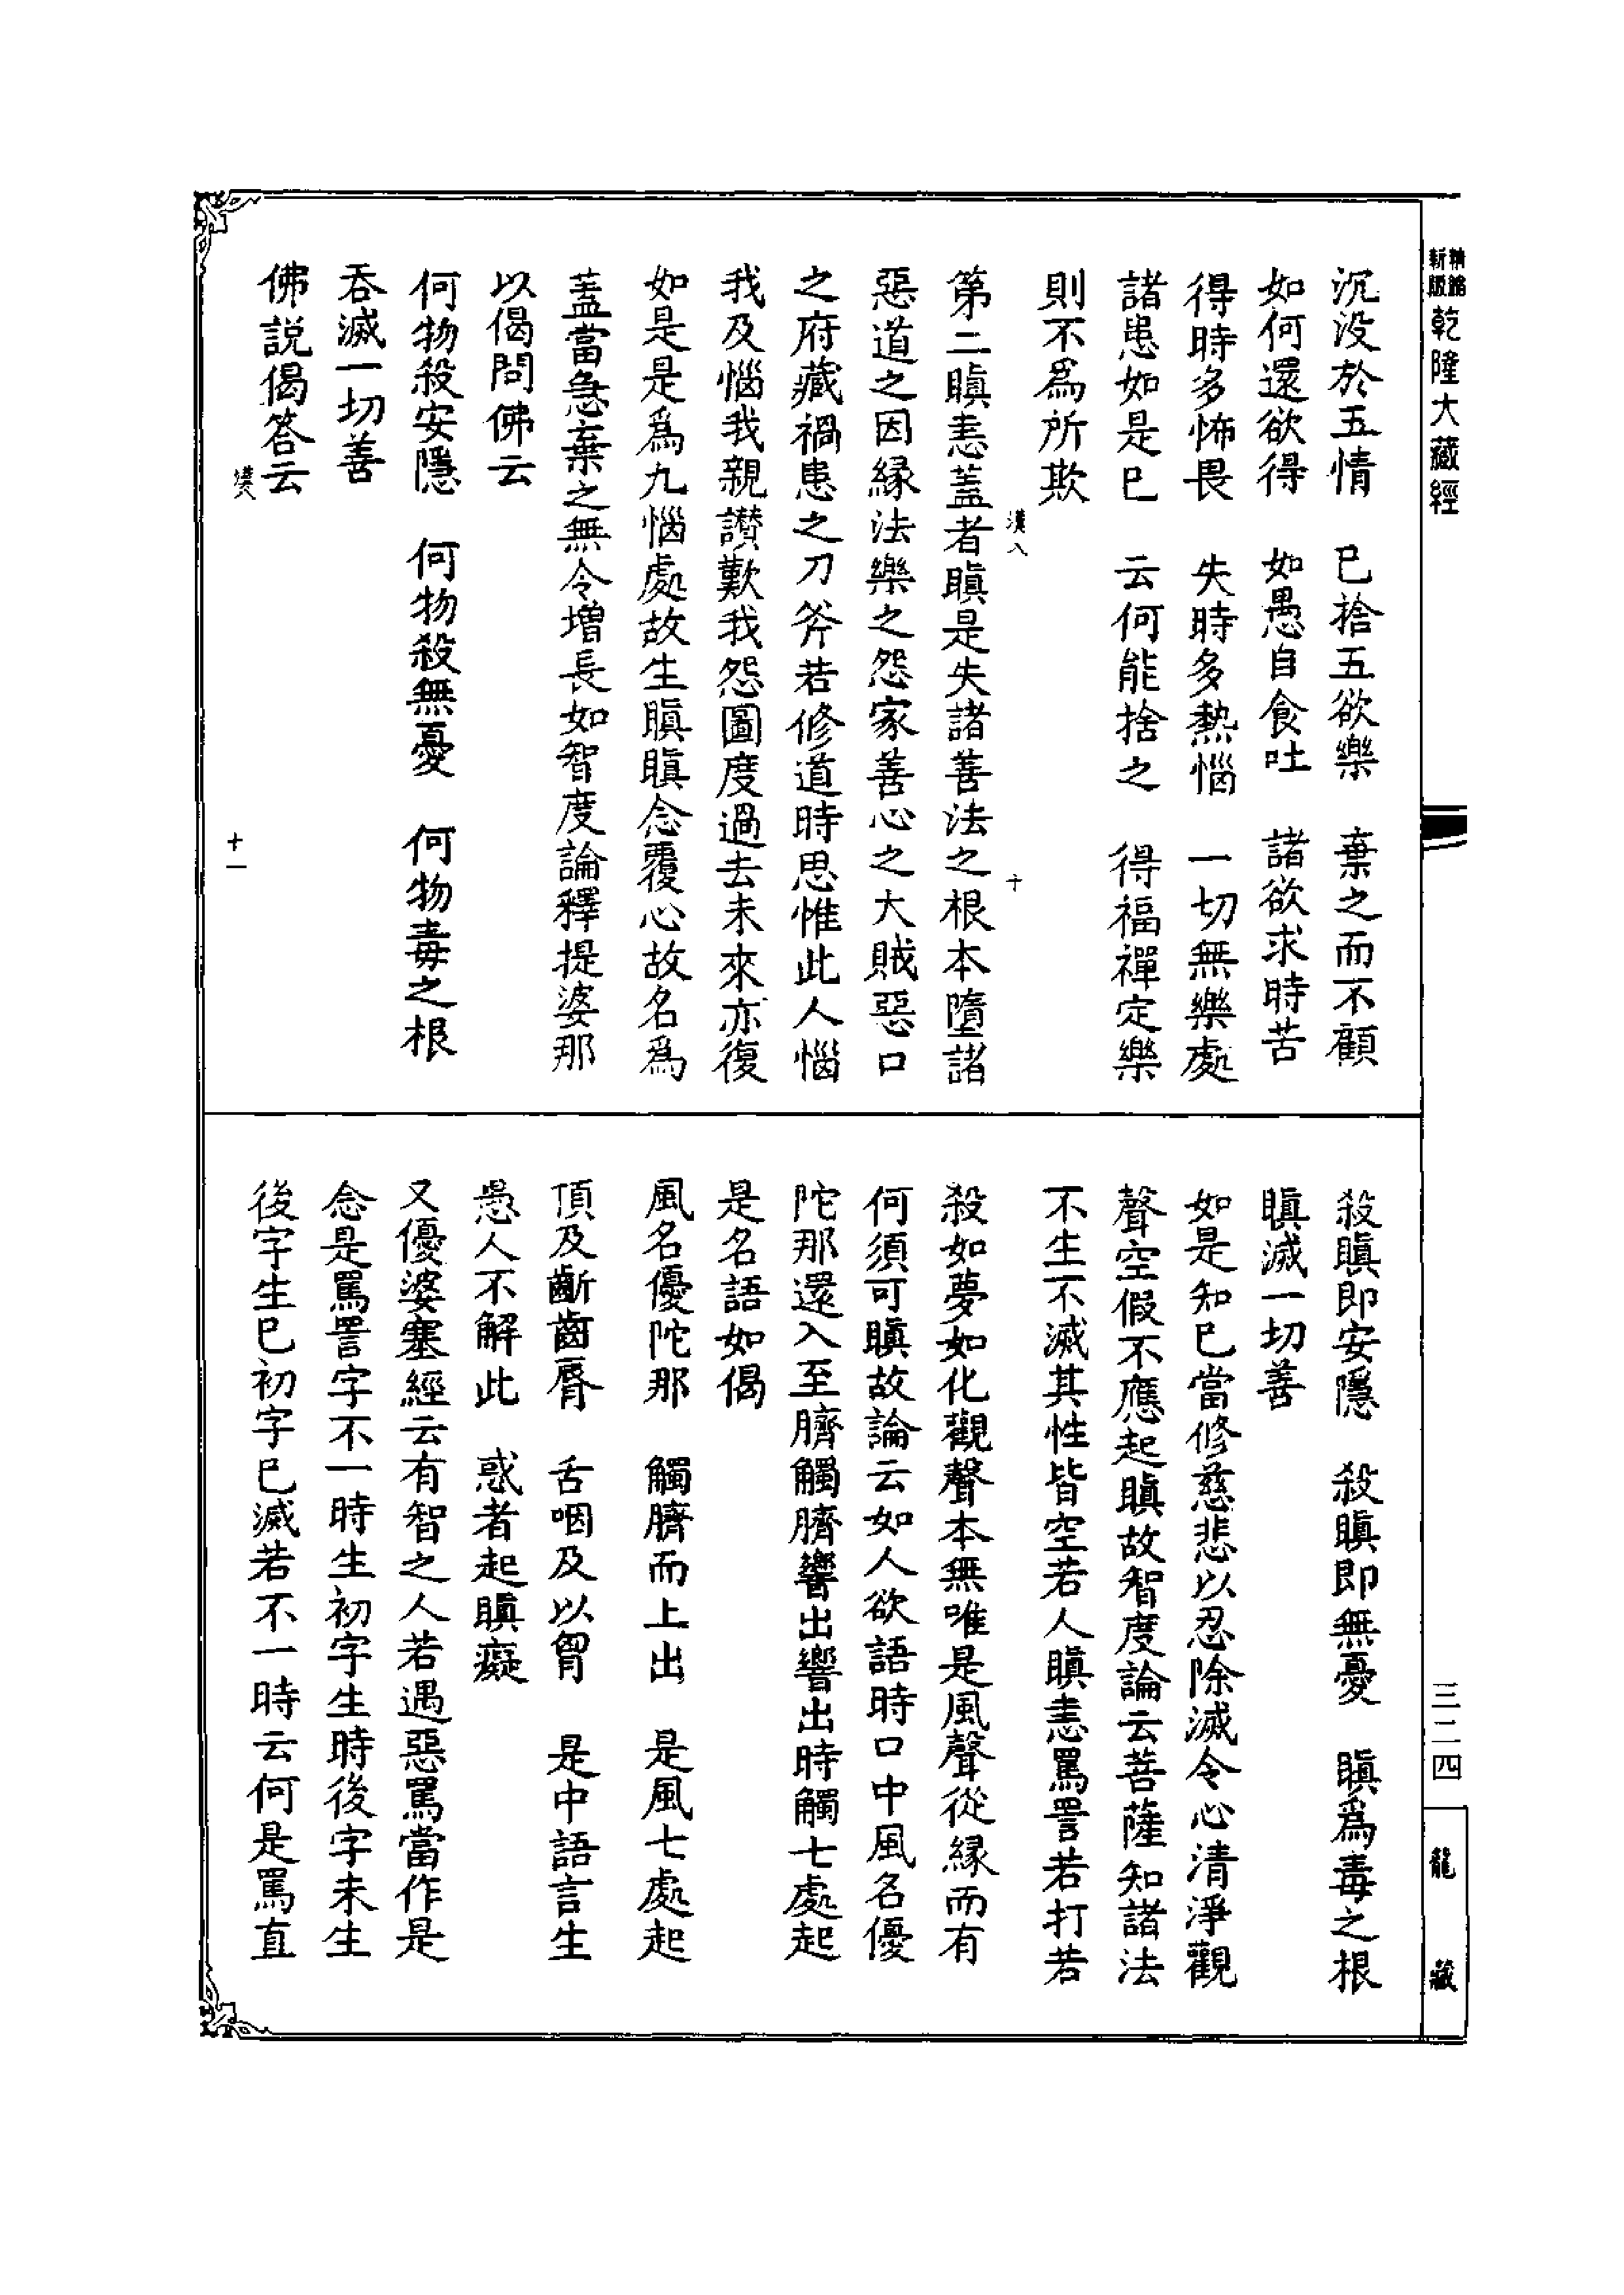 精編
新版
乾隆大藏經
沉没於五情　已捨五欲樂　棄之而不顧
如何還欲得　如愚自食吐　諸欲求時苦
得時多怖畏　失時多熱惱　一切無樂處
諸患如是已　云何能捨之　得福禪定樂
則不爲所欺
漢八　十
第二瞋恚蓋者瞋是失諸善法之根本墮諸
惡道之因緣法樂之怨家善心之大賊惡口
之府藏禍患之刀斧若修道時思惟此人惱
我及惱我親讃歎我怨圖度過去未來亦復
如是是爲九惱處故生瞋瞋念覆心故名爲
蓋當急棄之無令增長如智度論釋提婆那
以偈問佛云
何物殺安隱　何物殺無憂　何物毒之根
吞滅一切善
佛說偈答云
漢八　十一
殺瞋即安隱　殺瞋即無憂　瞋爲毒之根
瞋滅一切善
如是知已當修慈悲以忍除滅令心清淨觀
聲空假不應起瞋故智度論云菩薩知諸法
不生不滅其性皆空若人瞋恚罵詈若打若
殺如夢如化觀聲本無唯是風聲從緣而有
何須可瞋故論云如人欲語時口中風名優
陀那還入至臍觸臍響出響出時觸七處起
是名語如偈
風名優陀那　觸臍而上出　是風七處起
頂及齗齒脣　舌咽及以胷　是中語言生
愚人不解此　惑者起瞋癡
又優婆塞經云有智之人若遇惡罵當作是
念是罵詈字不一時生初字生時後字未生
後字生已初字已滅若不一時云何是罵直
三二四
龍藏